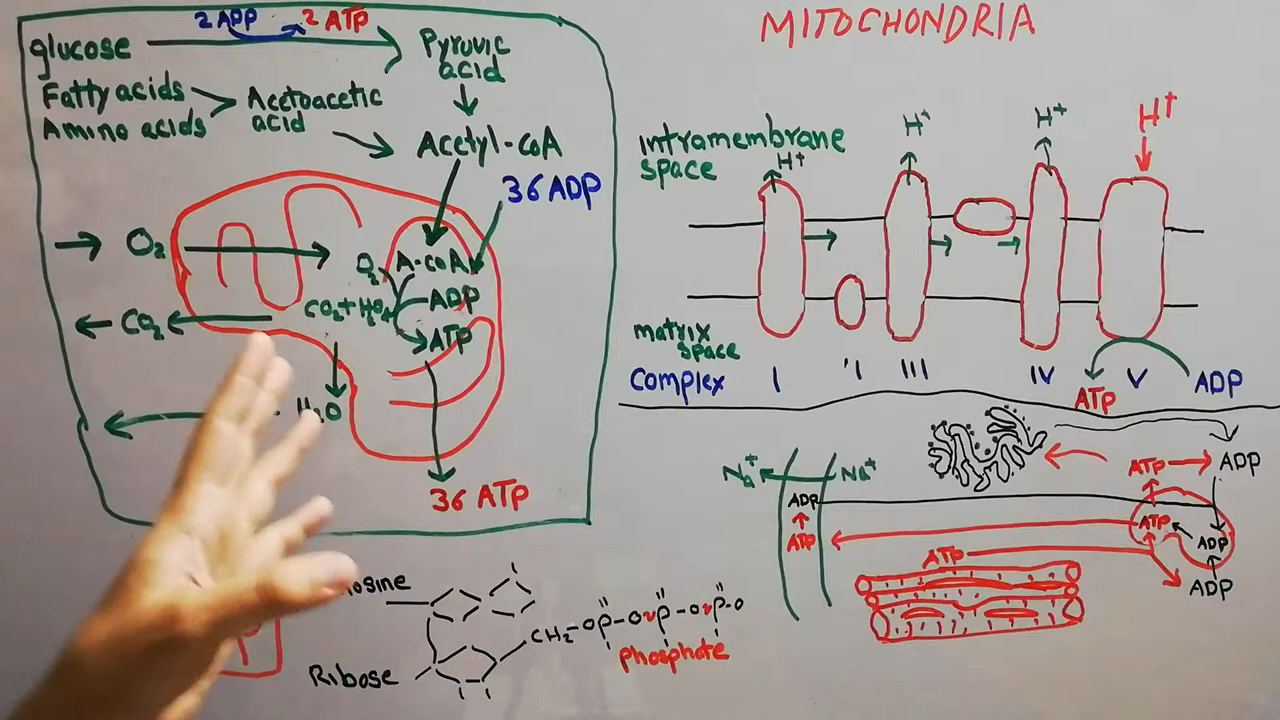 MITOCHONDRIA
2 ADP 2 ATP
glucose
Pyruvic
acid
Fatty acids
Amino acids
Acetoacetic
acid
Acetyl-coA
36 ADP
O₂
O₂ A-coA
CO₂+H₂O
ADP
ATP
CO₂
H₂O
36 ATP
intramembrane
space
H⁺
H⁺
H⁺
H⁺
matrix
space
Complex I II III IV V
ATP
ADP
Na⁺
Na⁺
ATP
ADP
ADP
ATP
ADP
ATP
ADP
ATP
Ribose
CH₂-OP-O~P-O~P-O
phosphate